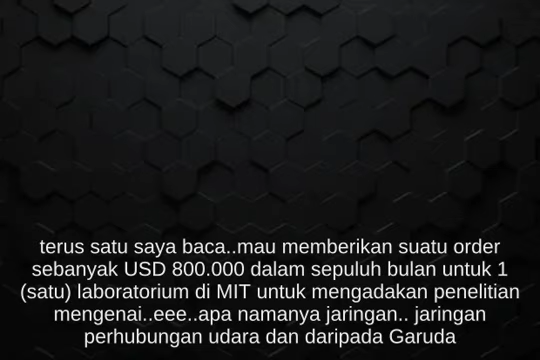 terus satu saya baca..mau memberikan suatu order
sebanyak USD 800.000 dalam sepuluh bulan untuk 1
(satu) laboratorium di MIT untuk mengadakan penelitian
mengenai..eee..apa namanya jaringan.. jaringan
perhubungan udara dan daripada Garuda